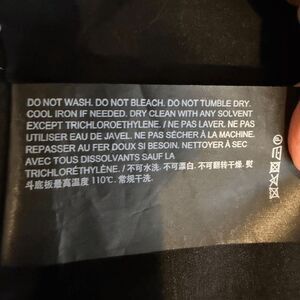 DO NOT WASH. DO NOT BLEACH. DO NOT TUMBLE DRY.
COOL IRON IF NEEDED. DRY CLEAN WITH ANY SOLVENT
EXCEPT TRICHLOROETHYLENE. / NE PAS LAVER. NE PAS
UTILISER EAU DE JAVEL. NE PAS SÉCHER À LA MACHINE.
REPASSER AU FER DOUX SI BESOIN. NETTOYER À SEC
AVEC TOUS DISSOLVANTS SAUF LA
TRICHLORÉTHYLÈNE. / 不可水洗. 不可漂白. 不可翻转干燥. 熨
斗底板最高温度 110℃. 常规干洗.